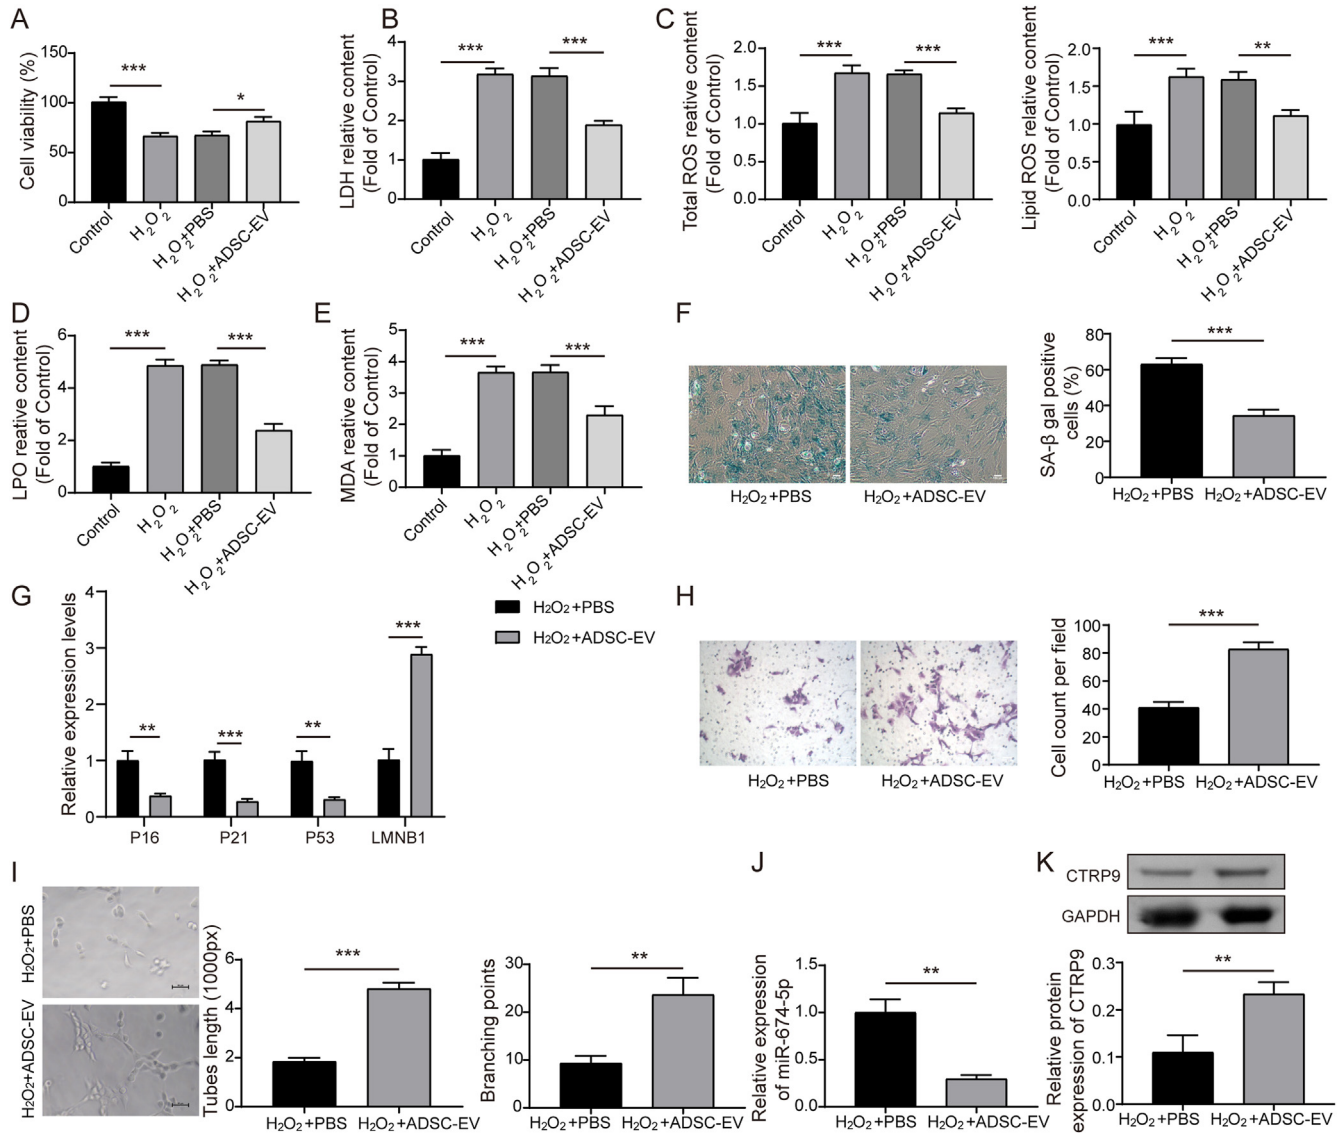 A
Cell viability (%)
150
100
50
0
***
*
Control
H2O2
H2O2+PBS
H2O2+ADSC-EV
B
LDH relative content
(Fold of Control)
4
3
2
1
0
***
***
Control
H2O2
H2O2+PBS
H2O2+ADSC-EV
C
Total ROS relative content
(Fold of Control)
2.0
1.5
1.0
0.5
0.0
***
***
Control
H2O2
H2O2+PBS
H2O2+ADSC-EV
Lipid ROS relative content
(Fold of Control)
2.0
1.5
1.0
0.5
0.0
***
**
Control
H2O2
H2O2+PBS
H2O2+ADSC-EV
D
LPO reative content
(Fold of Control)
6
4
2
0
***
***
Control
H2O2
H2O2+PBS
H2O2+ADSC-EV
E
MDA reative content
(Fold of Control)
5
4
3
2
1
0
***
***
Control
H2O2
H2O2+PBS
H2O2+ADSC-EV
F
H2O2+PBS
H2O2+ADSC-EV
SA-β gal positive
cells (%)
80
60
40
20
0
***
H2O2+PBS
H2O2+ADSC-EV
G
Relative expression levels
4
3
2
1
0
**
***
**
***
P16
P21
P53
LMNB1
H2O2+PBS
H2O2+ADSC-EV
H
H2O2+PBS
H2O2+ADSC-EV
Cell count per field
100
80
60
40
20
0
***
H2O2+PBS
H2O2+ADSC-EV
I
H2O2+PBS
H2O2+ADSC-EV
Tubes length (1000px)
6
4
2
0
***
H2O2+PBS
H2O2+ADSC-EV
Branching points
30
20
10
0
**
H2O2+PBS
H2O2+ADSC-EV
J
Relative expression
of miR-674-5p
1.5
1.0
0.5
0.0
**
H2O2+PBS
H2O2+ADSC-EV
K
CTRP9
GAPDH
Relative protein
expression of CTRP9
0.3
0.2
0.1
0.0
**
H2O2+PBS
H2O2+ADSC-EV